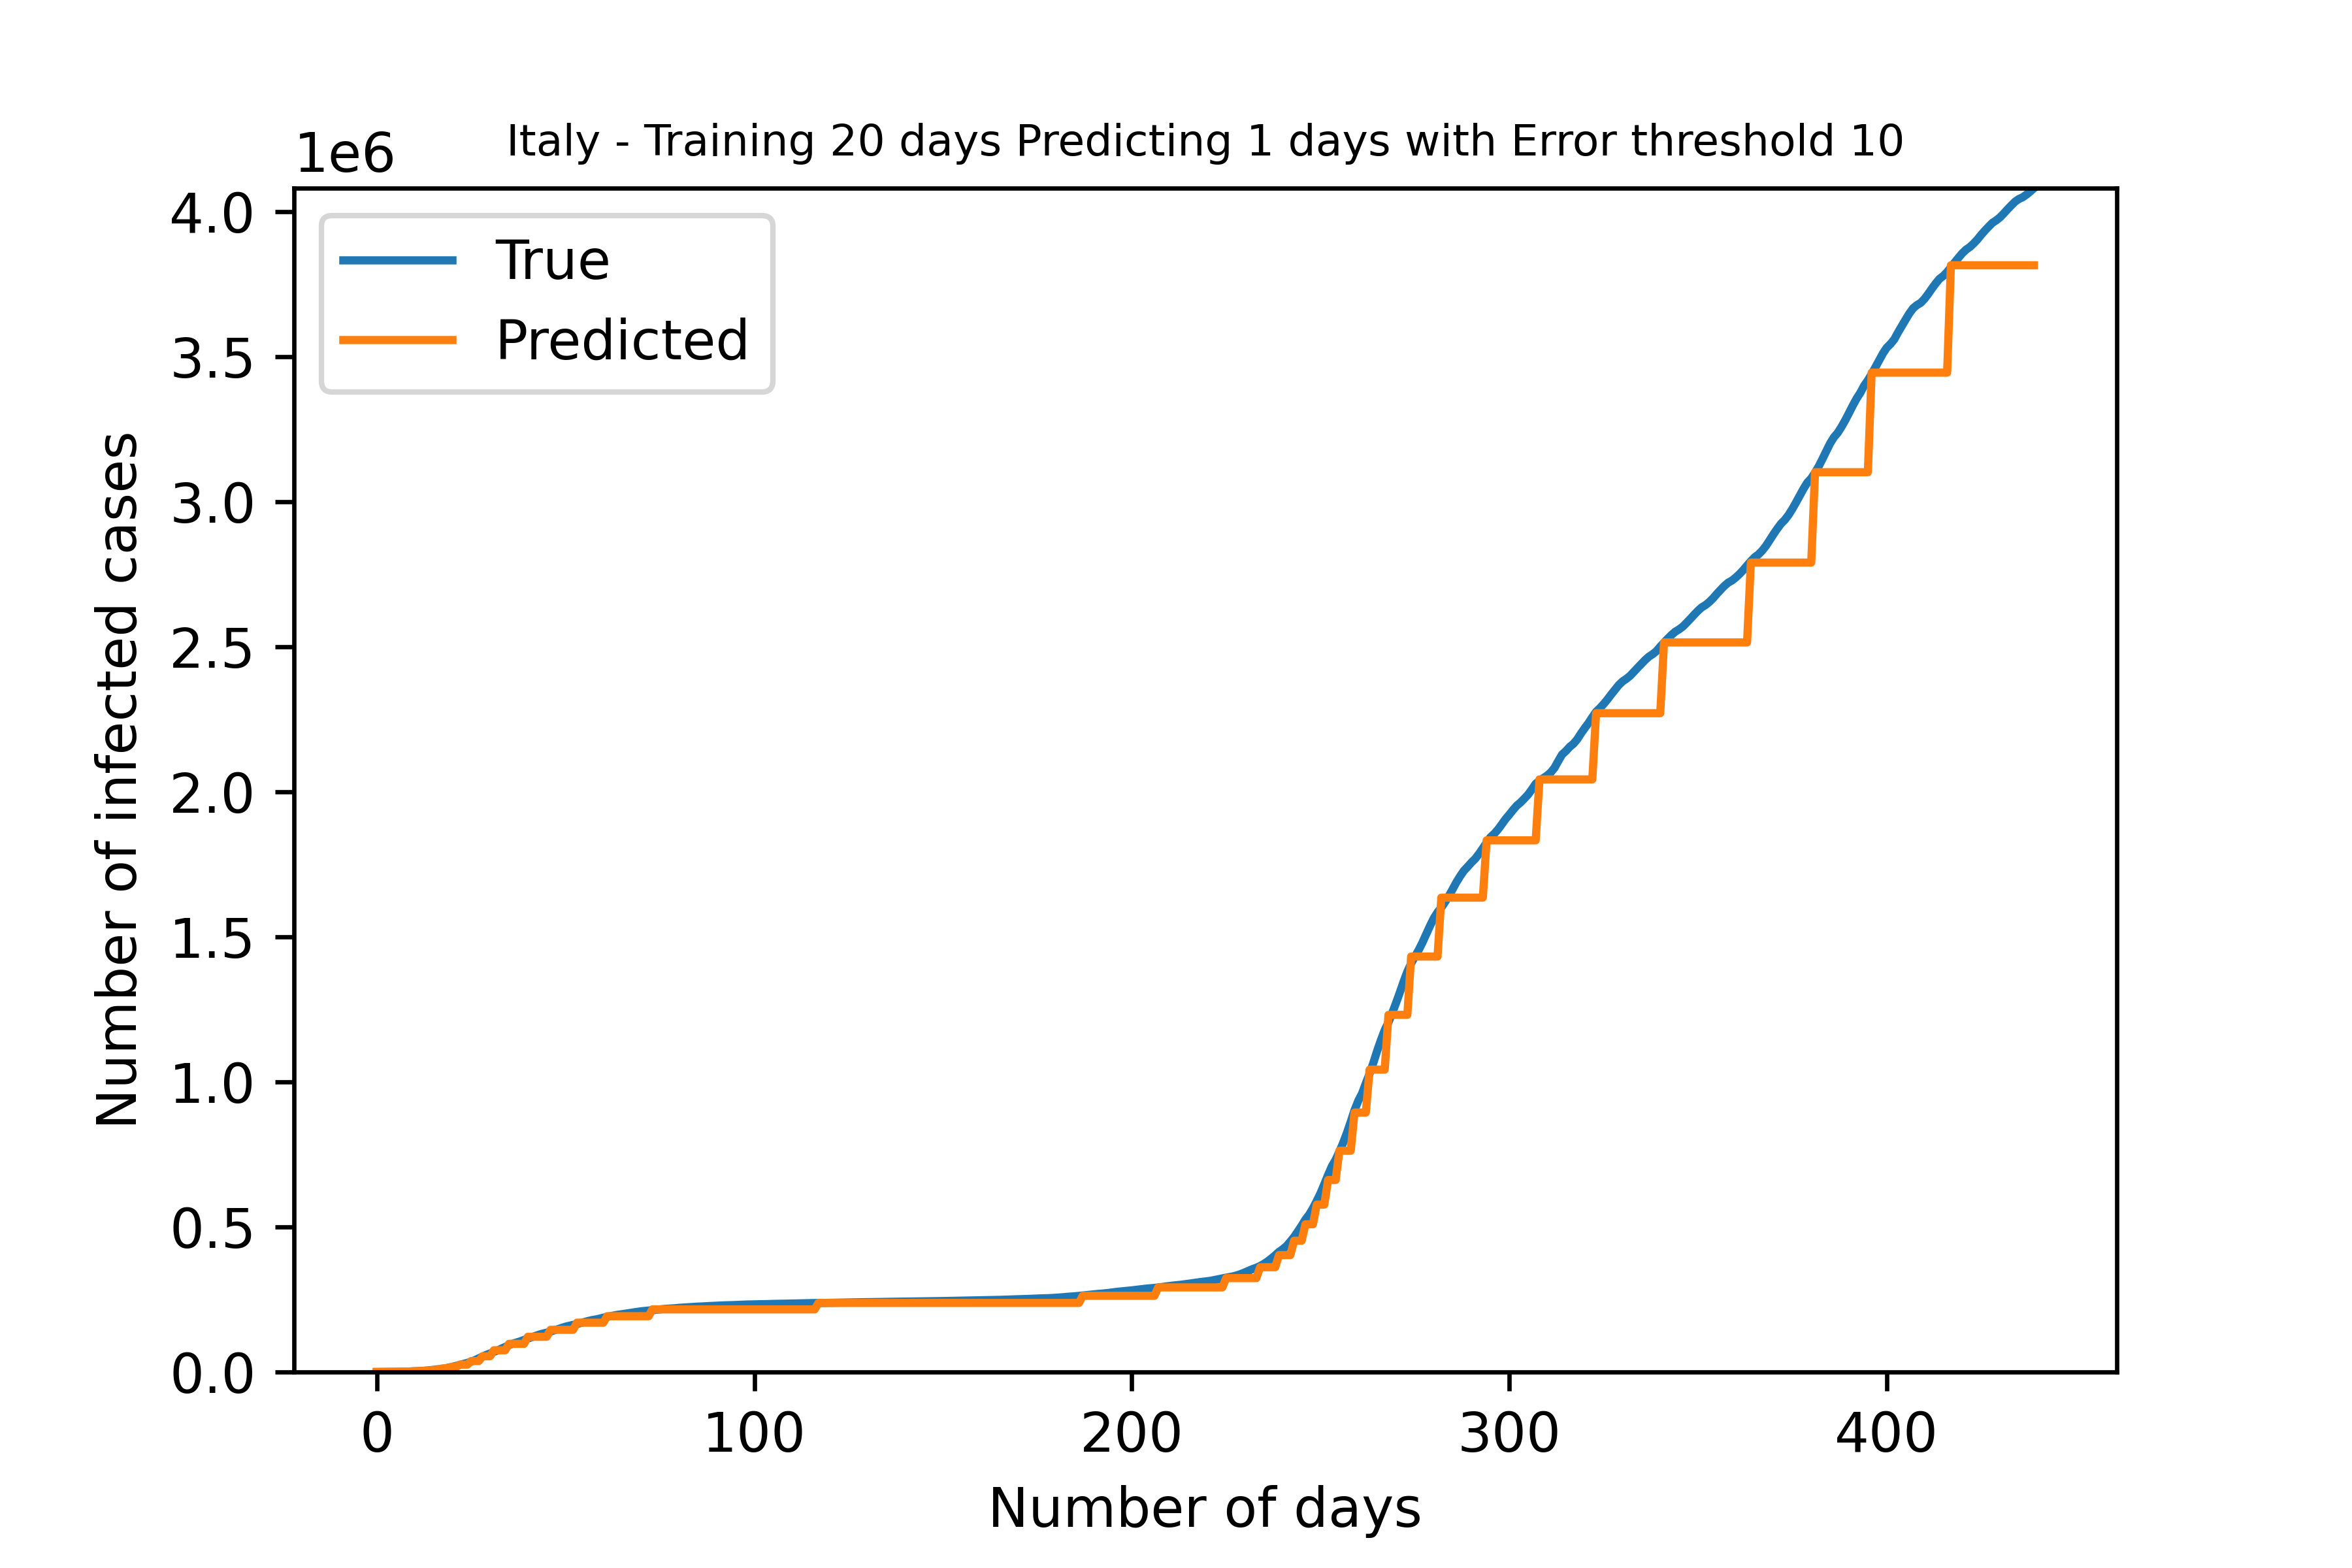 Italy - Training 20 days Predicting 1 days with Error threshold 10
1e6
True
Predicted
4.0
3.5
3.0
2.5
2.0
1.5
1.0
0.5
0.0
Number of infected cases
0 100 200 300 400
Number of days